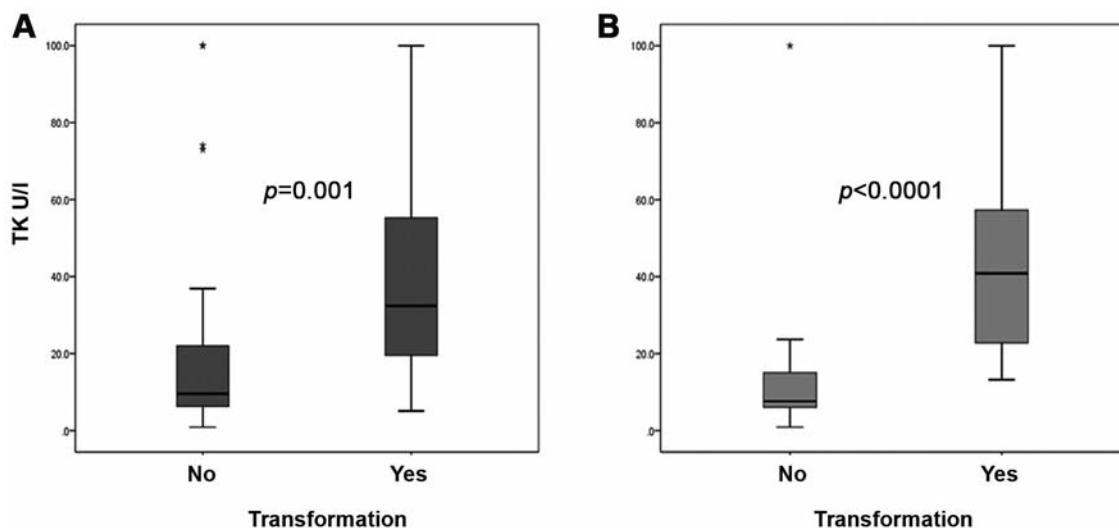 A
TK U/I
100.0
80.0
60.0
40.0
20.0
.0
p=0.001
No
Yes
Transformation
B
100.0
80.0
60.0
40.0
20.0
.0
p<0.0001
No
Yes
Transformation